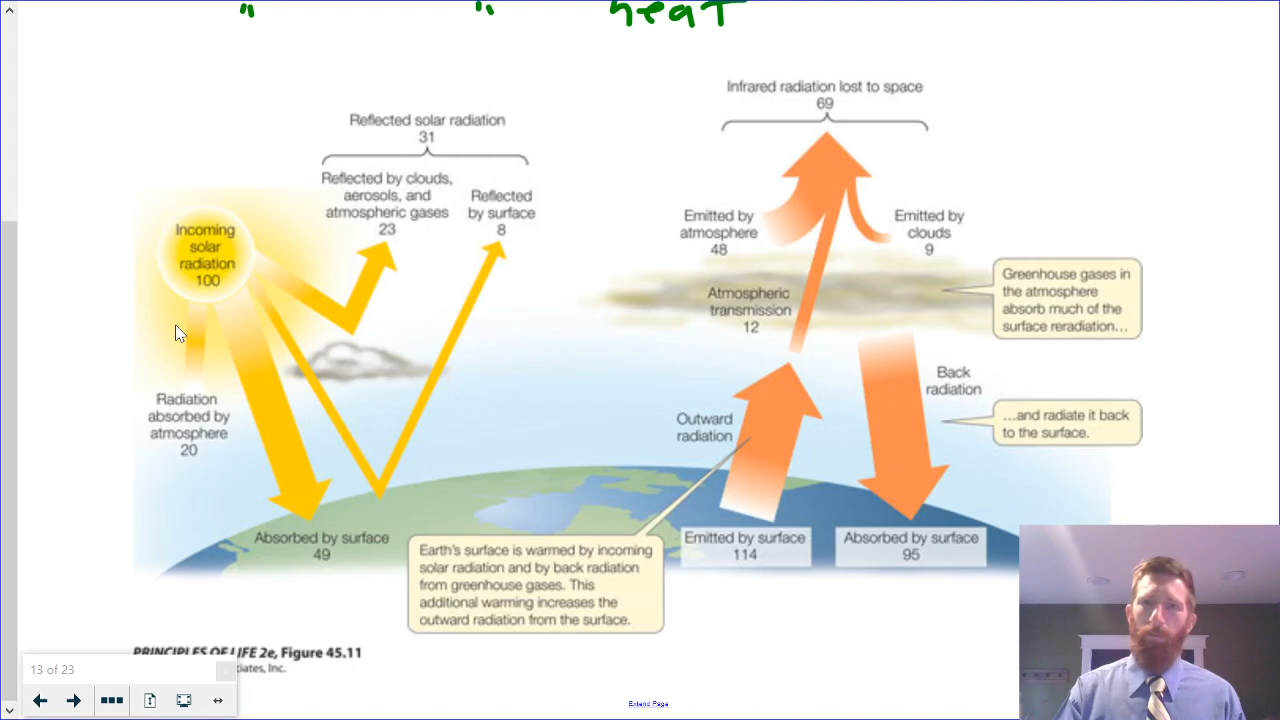 " " heat
Infrared radiation lost to space
69
Reflected solar radiation
31
Reflected by clouds,
aerosols, and
atmospheric gases
23
Reflected
by surface
8
Incoming
solar
radiation
100
Emitted by
atmosphere
48
Emitted by
clouds
9
Greenhouse gases in
the atmosphere
absorb much of the
surface reradiation...
Atmospheric
transmission
12
Radiation
absorbed by
atmosphere
20
Back
radiation
...and radiate it back
to the surface.
Outward
radiation
Absorbed by surface
49
Earth's surface is warmed by incoming
solar radiation and by back radiation
from greenhouse gases. This
additional warming increases the
outward radiation from the surface.
Emitted by surface
114
Absorbed by surface
95
PRINCIPLES OF LIFE 2e, Figure 45.11
ciates, Inc.
13 of 23
Extend Page